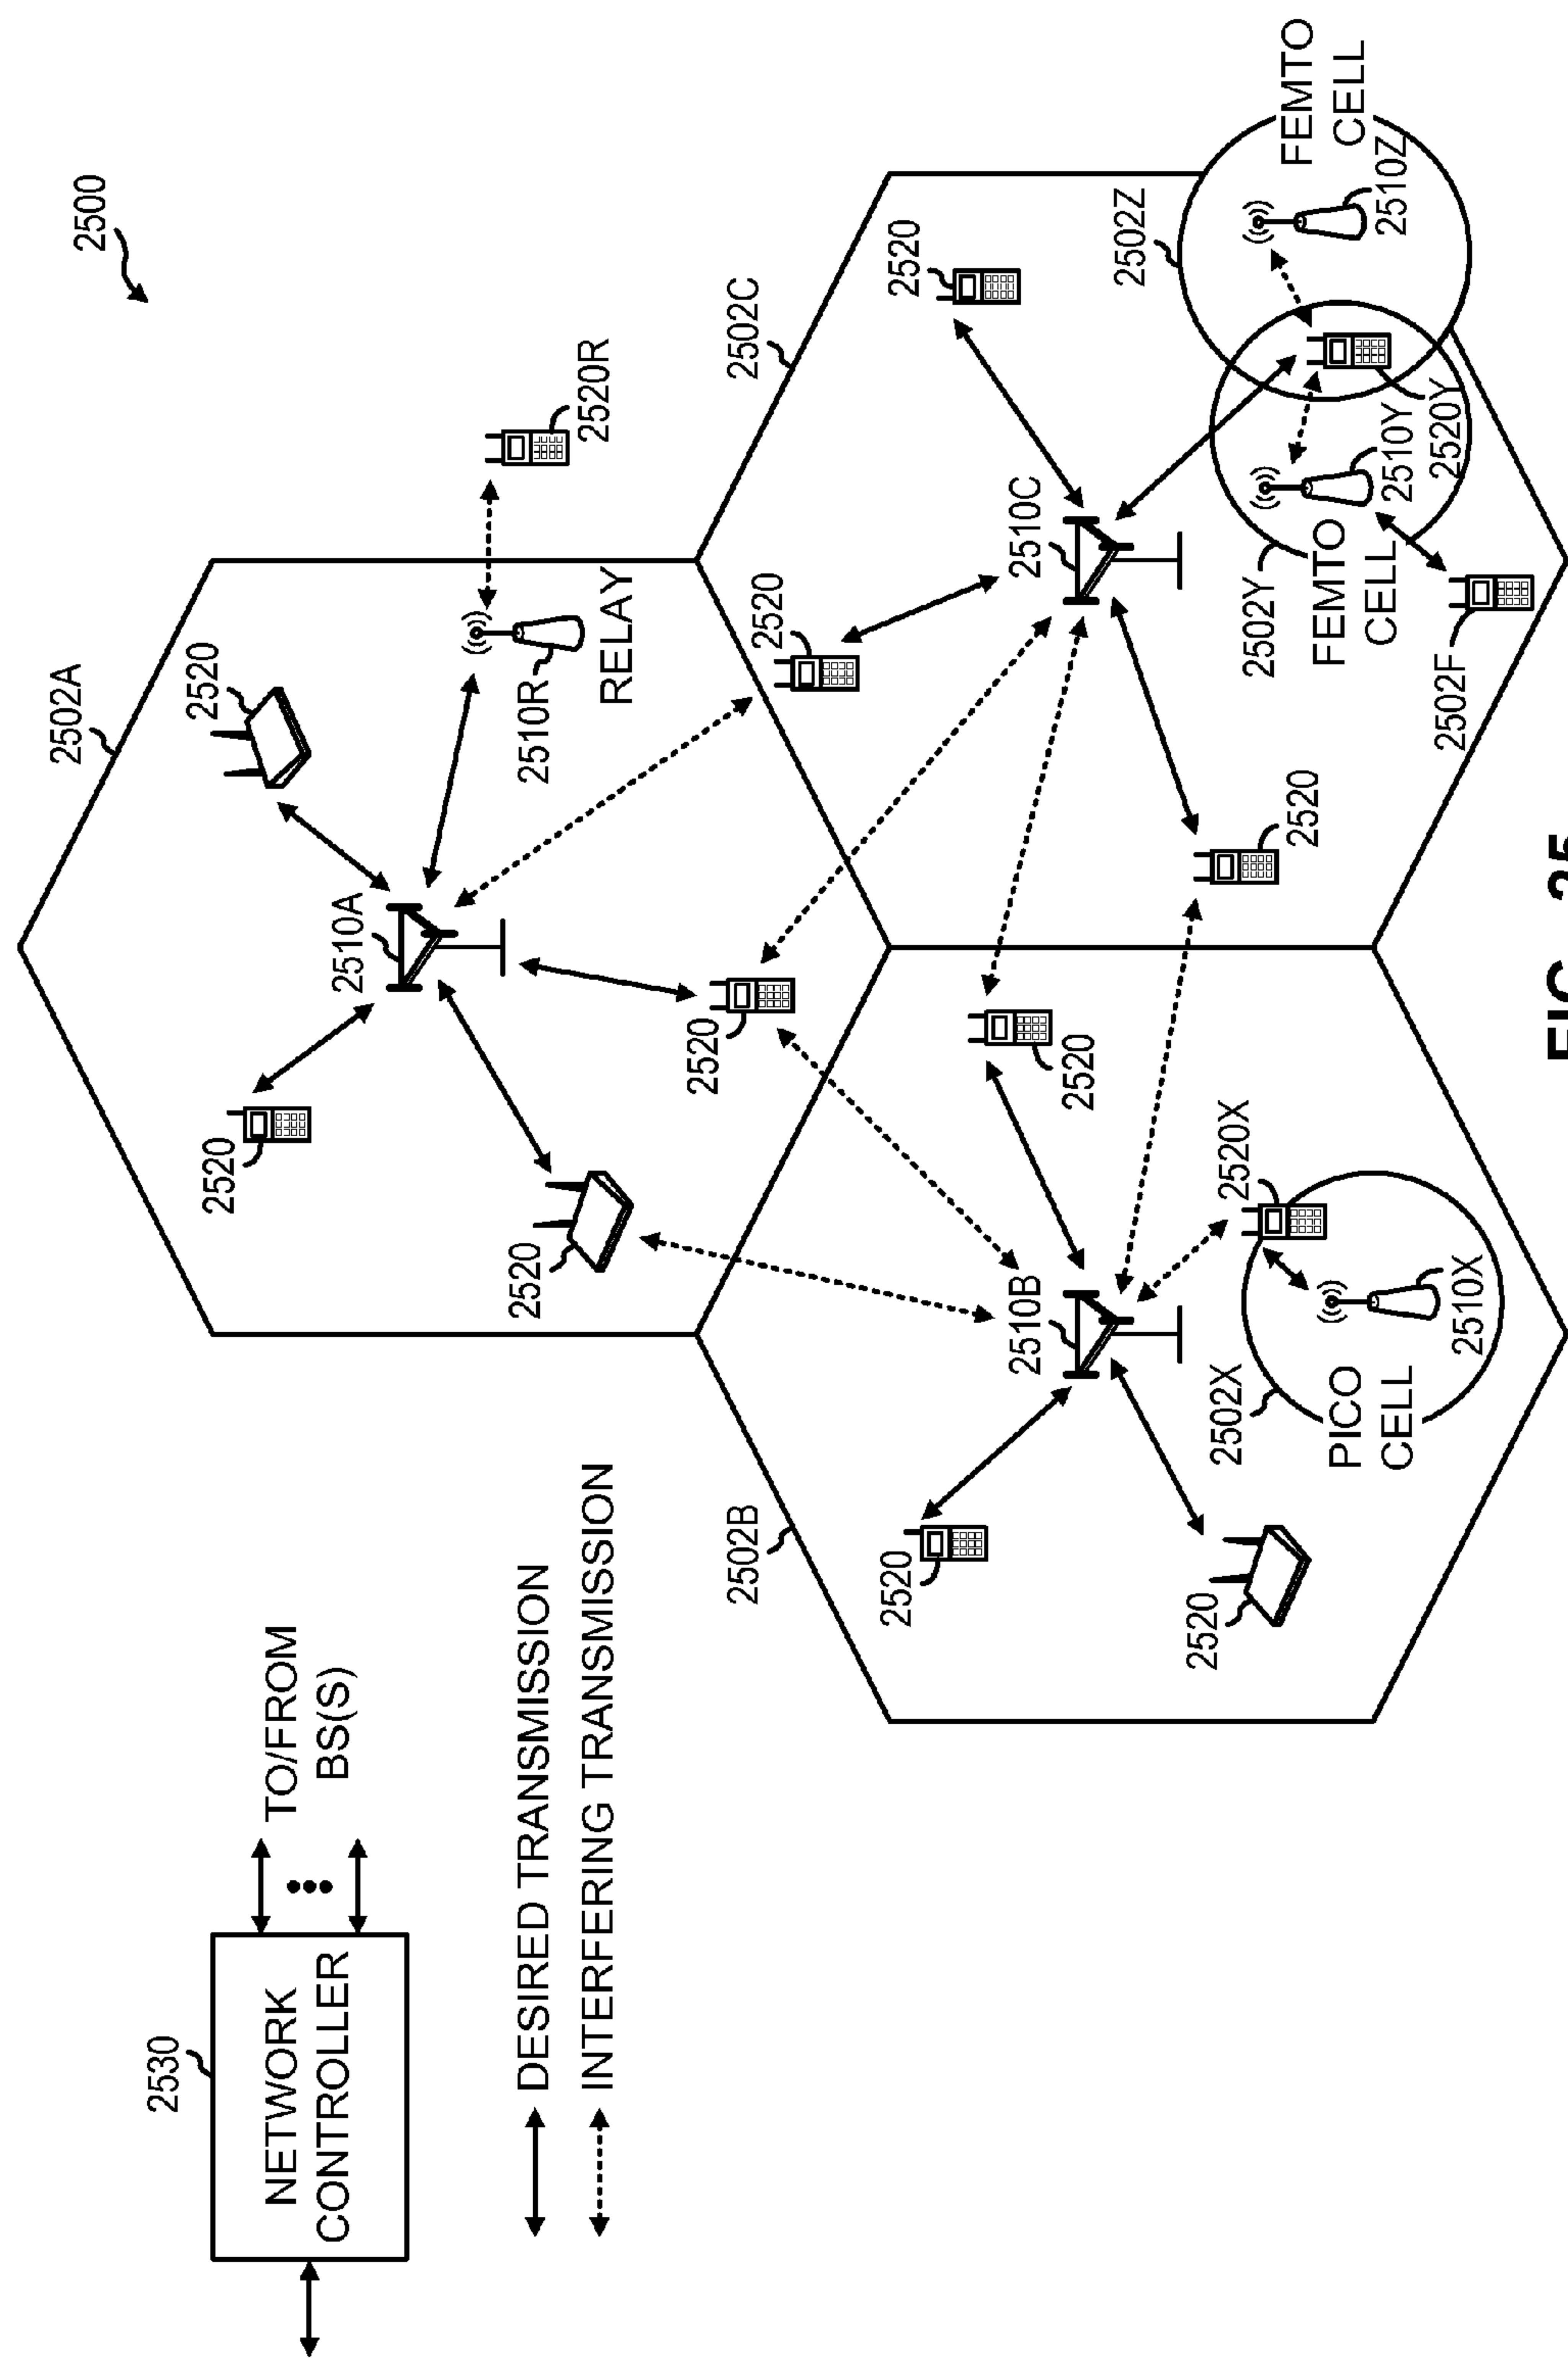 2500
2530
NETWORK
CONTROLLER
TO/FROM
BS(S)
DESIRED TRANSMISSION
INTERFERING TRANSMISSION
2502A
2520
2520
2510A
2520
2520
2510R
RELAY
2520R
2502B
2520
2520
2510B
2520
2520X
2502X
PICO
CELL
2510X
2502C
2520
2510C
2520
2520
2502Y
FEMTO
CELL
2510Y
2520Y
2502F
2502Z
FEMTO
CELL
2510Z